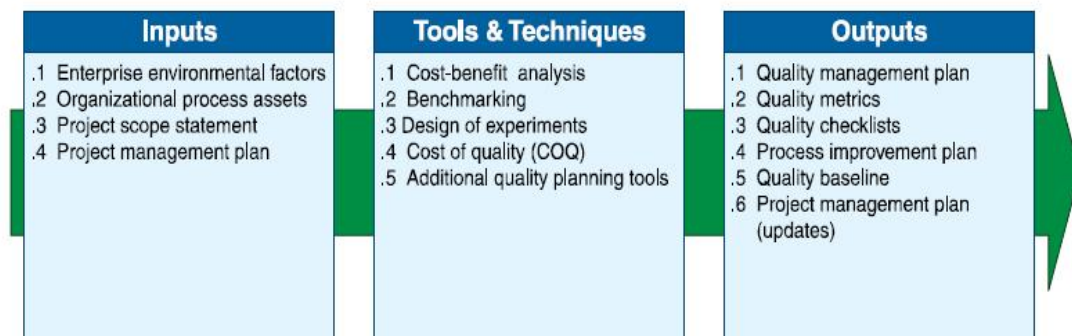 Inputs
.1 Enterprise environmental factors
.2 Organizational process assets
.3 Project scope statement
.4 Project management plan
Tools & Techniques
.1 Cost-benefit analysis
.2 Benchmarking
.3 Design of experiments
.4 Cost of quality (COQ)
.5 Additional quality planning tools
Outputs
.1 Quality management plan
.2 Quality metrics
.3 Quality checklists
.4 Process improvement plan
.5 Quality baseline
.6 Project management plan
(updates)